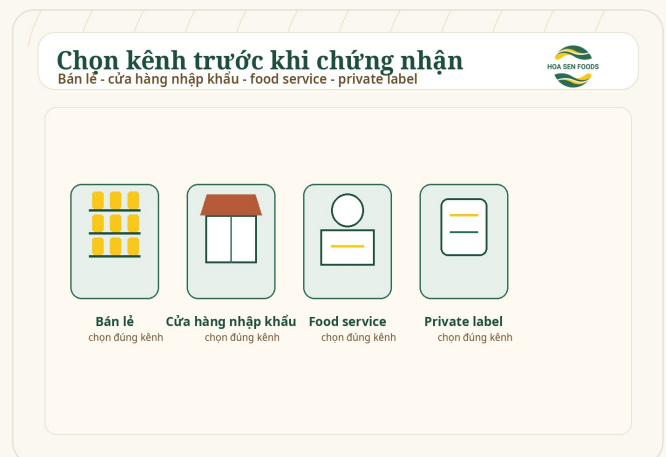 Chọn kênh trước khi chứng nhận
Bán lẻ - cửa hàng nhập khẩu - food service - private label
HOA SEN FOODS
Bán lẻ
chọn đúng kênh
Cửa hàng nhập khẩu
chọn đúng kênh
Food service
chọn đúng kênh
Private label
chọn đúng kênh